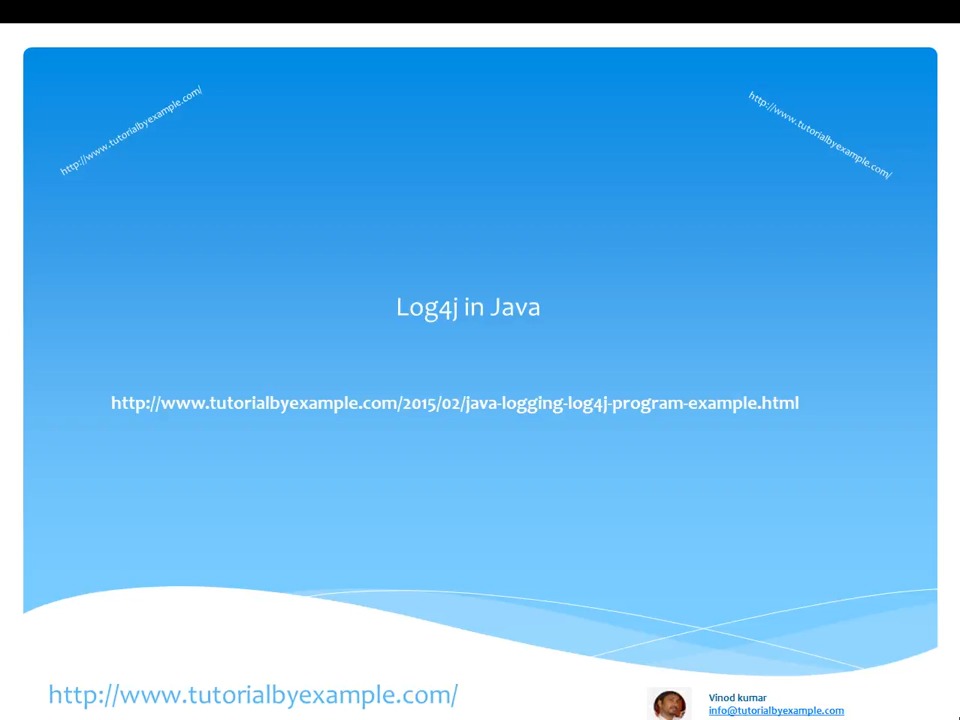 http://www.tutorialbyexample.com/
http://www.tutorialbyexample.com/
Log4j in Java
http://www.tutorialbyexample.com/2015/02/java-logging-log4j-program-example.html
http://www.tutorialbyexample.com/
Vinod kumar
info@tutorialbyexample.com